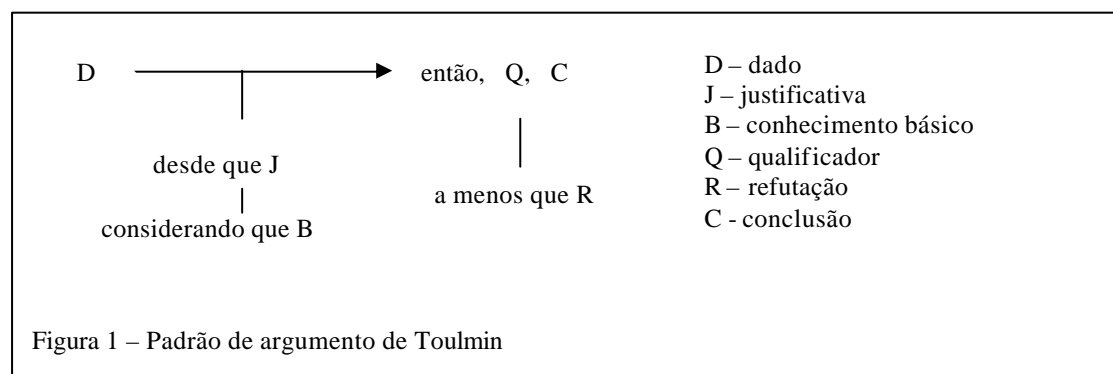 D então, Q, C
desde que J
considerando que B
a menos que R
D – dado
J – justificativa
B – conhecimento básico
Q – qualificador
R – refutação
C - conclusão
Figura 1 – Padrão de argumento de Toulmin